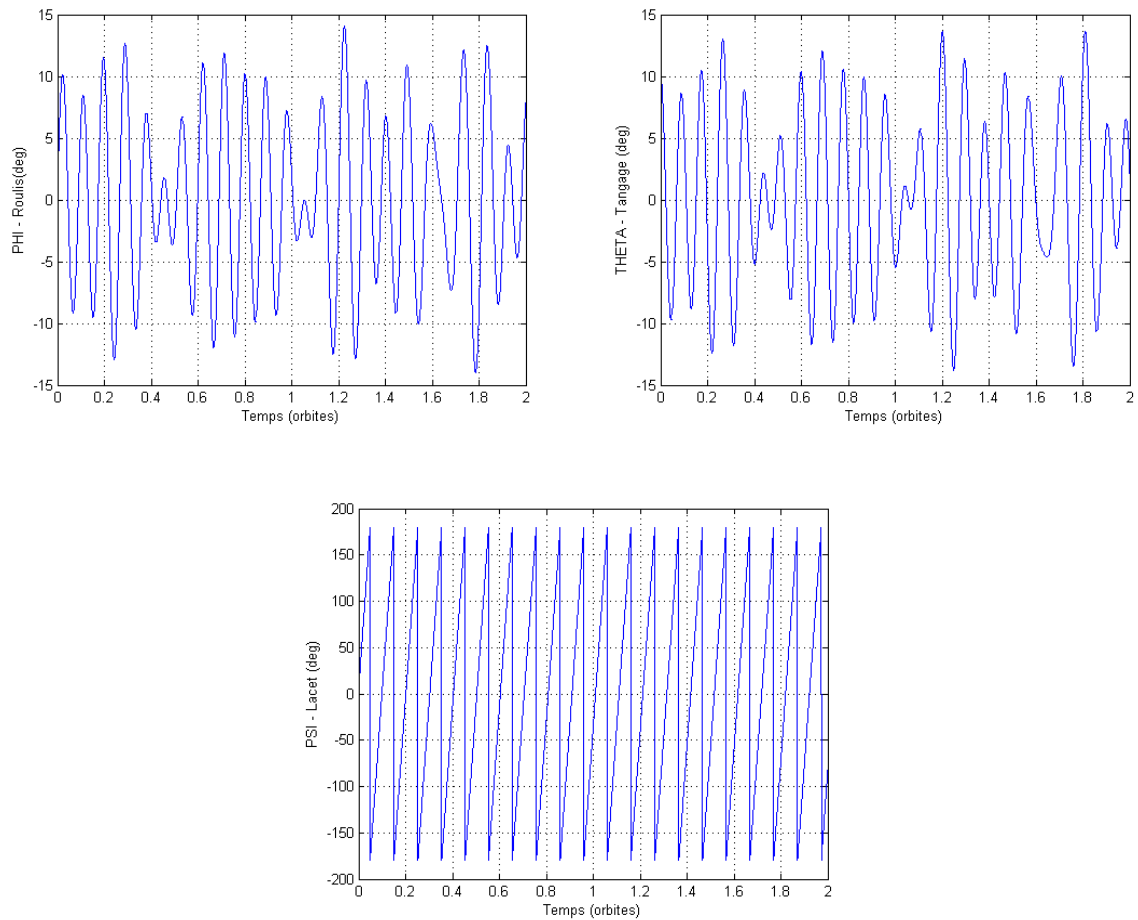 PHI - Roulis(deg)
15
10
5
0
-5
-10
-15
0 0.2 0.4 0.6 0.8 1 1.2 1.4 1.6 1.8 2
Temps (orbites)
THETA - Tangage (deg)
15
10
5
0
-5
-10
-15
0 0.2 0.4 0.6 0.8 1 1.2 1.4 1.6 1.8 2
Temps (orbites)
PSI - Lacet (deg)
200
150
100
50
0
-50
-100
-150
-200
0 0.2 0.4 0.6 0.8 1 1.2 1.4 1.6 1.8 2
Temps (orbites)